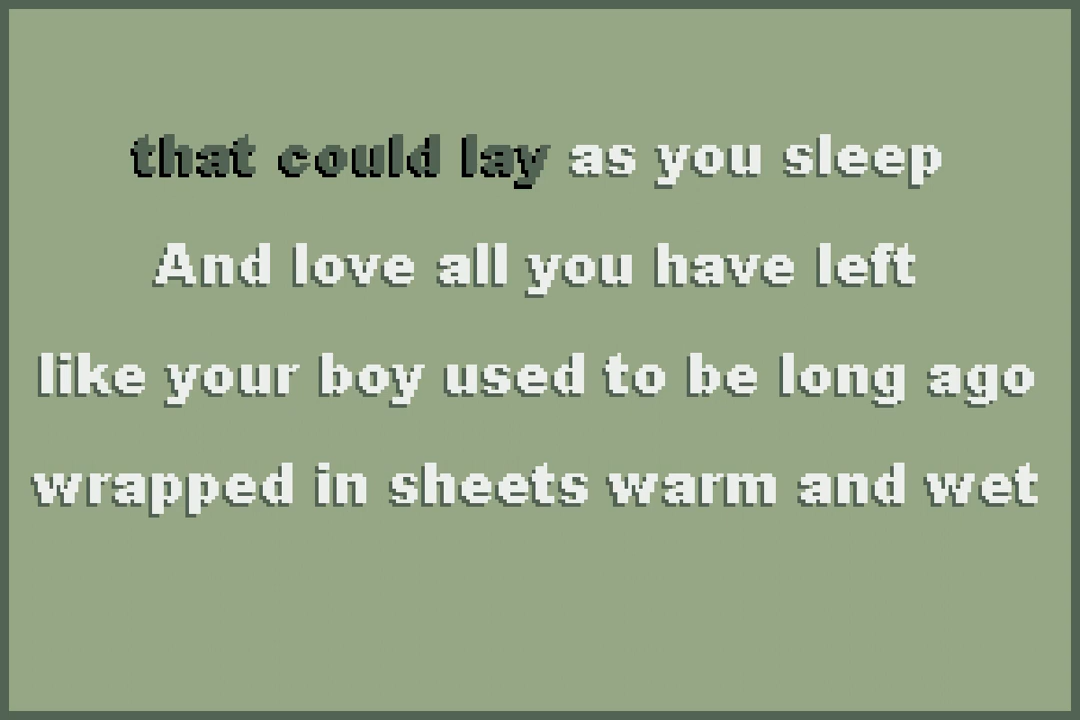 that could lay as you sleep
And love all you have left
like your boy used to be long ago
wrapped in sheets warm and wet